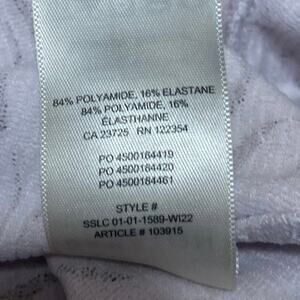 84% POLYAMIDE, 16% ELASTANE
84% POLYAMIDE, 16%
ÉLASTHANNE
CA 23725 RN 122354
PO 4500184419
PO 4500184420
PO 4500184461
STYLE #
SSLC 01-01-1589-WI22
ARTICLE # 103915